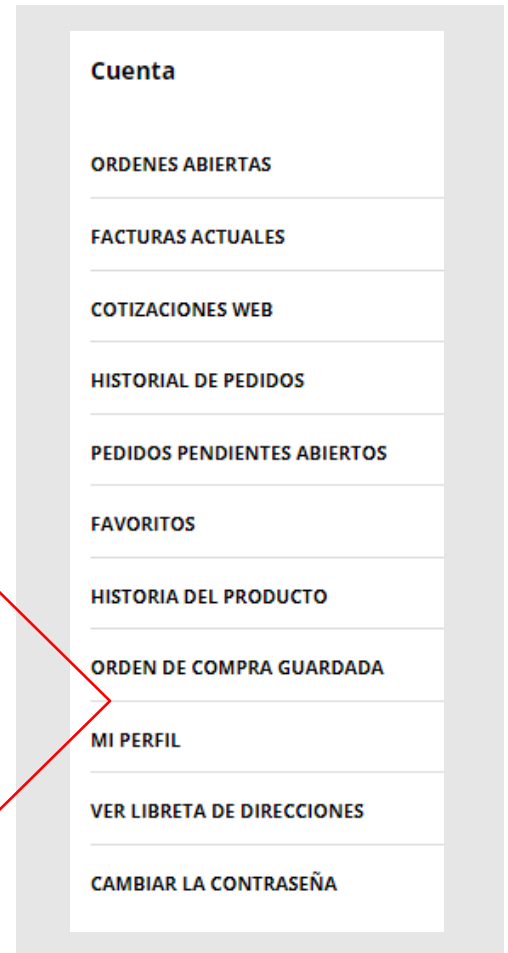 Cuenta
ORDENES ABIERTAS
FACTURAS ACTUALES
COTIZACIONES WEB
HISTORIAL DE PEDIDOS
PEDIDOS PENDIENTES ABIERTOS
FAVORITOS
HISTORIA DEL PRODUCTO
ORDEN DE COMPRA GUARDADA
MI PERFIL
VER LIBRETA DE DIRECCIONES
CAMBIAR LA CONTRASEÑA